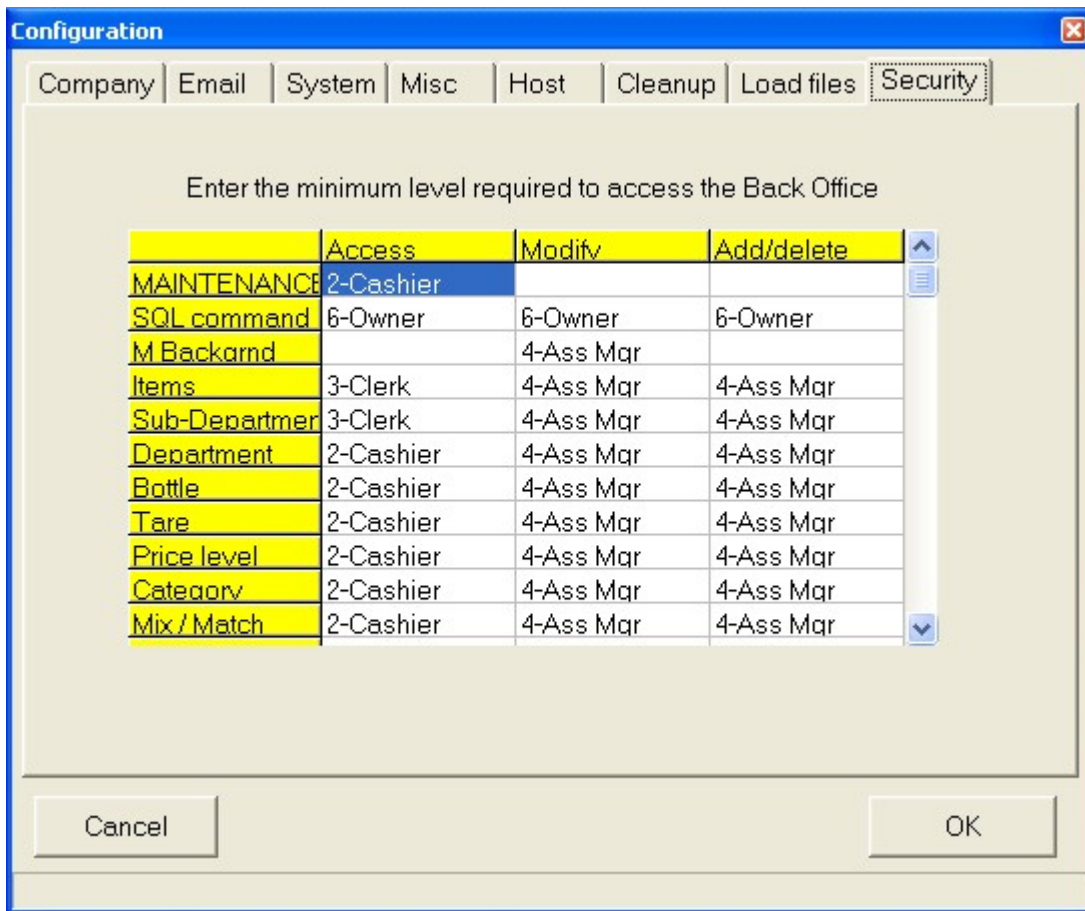 Configuration
Company Email System Misc Host Cleanup Load files Security
Enter the minimum level required to access the Back Office
Access Modify Add/delete
MAINTENANCE 2-Cashier
SQL command 6-Owner 6-Owner 6-Owner
M Backgrnd 4-Ass Mgr
Items 3-Clerk 4-Ass Mgr 4-Ass Mgr
Sub-Departmen 3-Clerk 4-Ass Mgr 4-Ass Mgr
Department 2-Cashier 4-Ass Mgr 4-Ass Mgr
Bottle 2-Cashier 4-Ass Mgr 4-Ass Mgr
Tare 2-Cashier 4-Ass Mgr 4-Ass Mgr
Price level 2-Cashier 4-Ass Mgr 4-Ass Mgr
Category 2-Cashier 4-Ass Mgr 4-Ass Mgr
Mix / Match 2-Cashier 4-Ass Mgr 4-Ass Mgr
Cancel OK